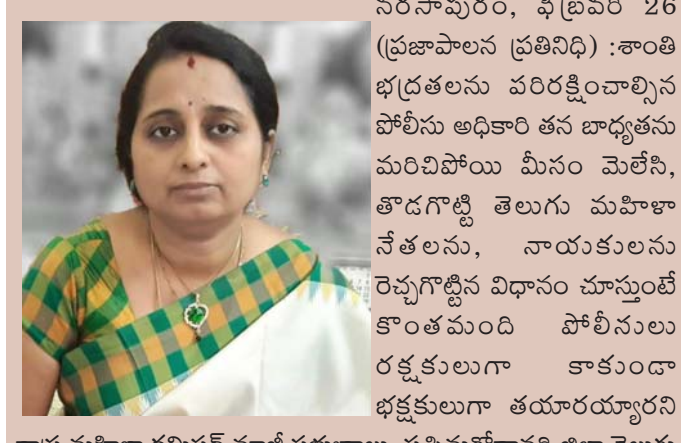 నరసాపురం, ఫిబ్రవరి 26
(ప్రజాపాలన ప్రతినిధి) :శాంతి
భద్రతలను పరిరక్షించాల్సిన
పోలీసు అధికారి తన బాధ్యతను
మరిచిపోయి మీసం మెలేసి,
తొడగొట్టి తెలుగు మహిళా
నేతలను, నాయకులను
రెచ్చగొట్టిన విధానం చూస్తుంటే
కొంతమంది పోలీసులు
రక్షకులుగా కాకుండా
భక్షకులుగా తయారయ్యారని